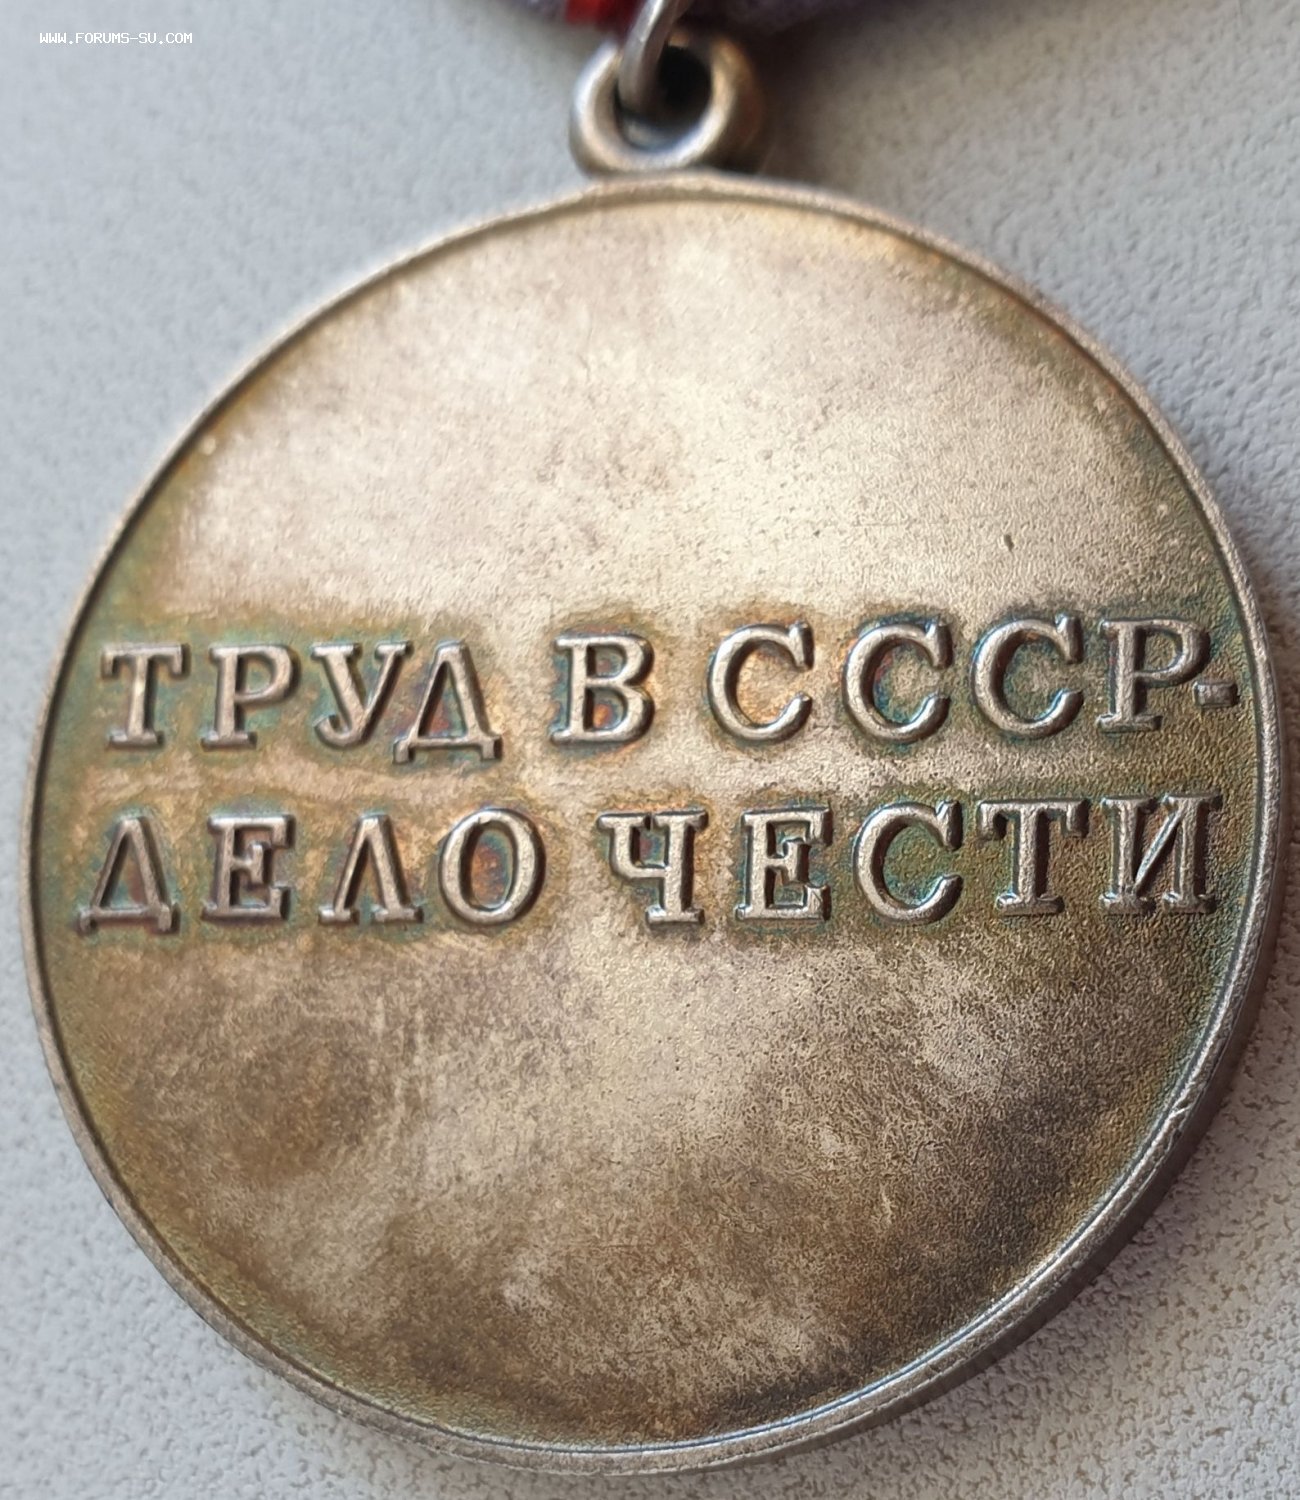 WWW.FORUMS-SU.COM
ТРУД В СССР-
ДЕЛО ЧЕСТИ